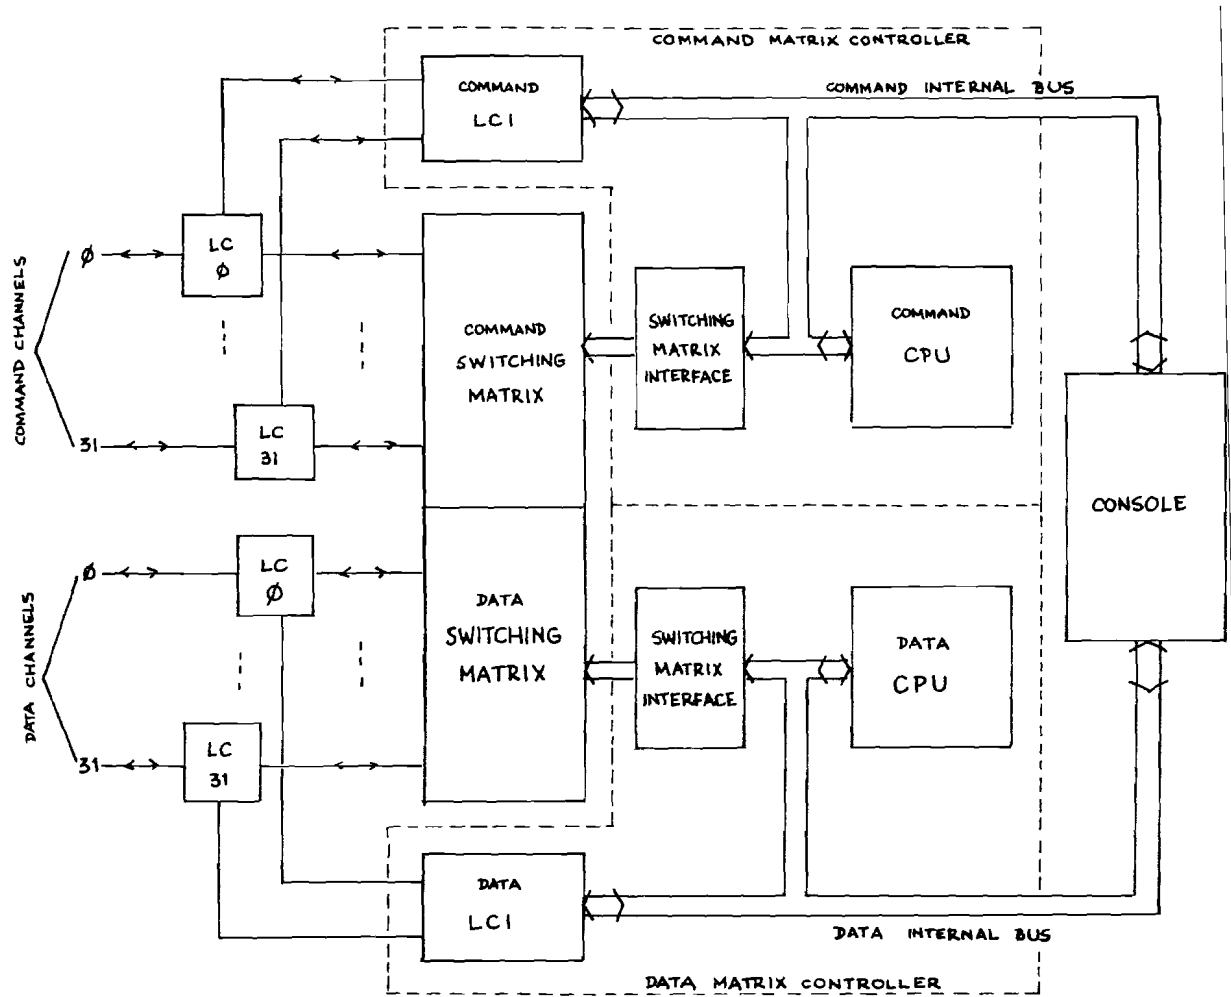 COMMAND MATRIX CONTROLLER
COMMAND
LCI
COMMAND INTERNAL BUS
COMMAND CHANNELS
Ø
LC
Ø
31
LC
31
COMMAND
SWITCHING
MATRIX
SWITCHING
MATRIX
INTERFACE
COMMAND
CPU
CONSOLE
DATA CHANNELS
Ø
LC
Ø
31
LC
31
DATA
SWITCHING
MATRIX
SWITCHING
MATRIX
INTERFACE
DATA
CPU
DATA
LCI
DATA INTERNAL BUS
DATA MATRIX CONTROLLER